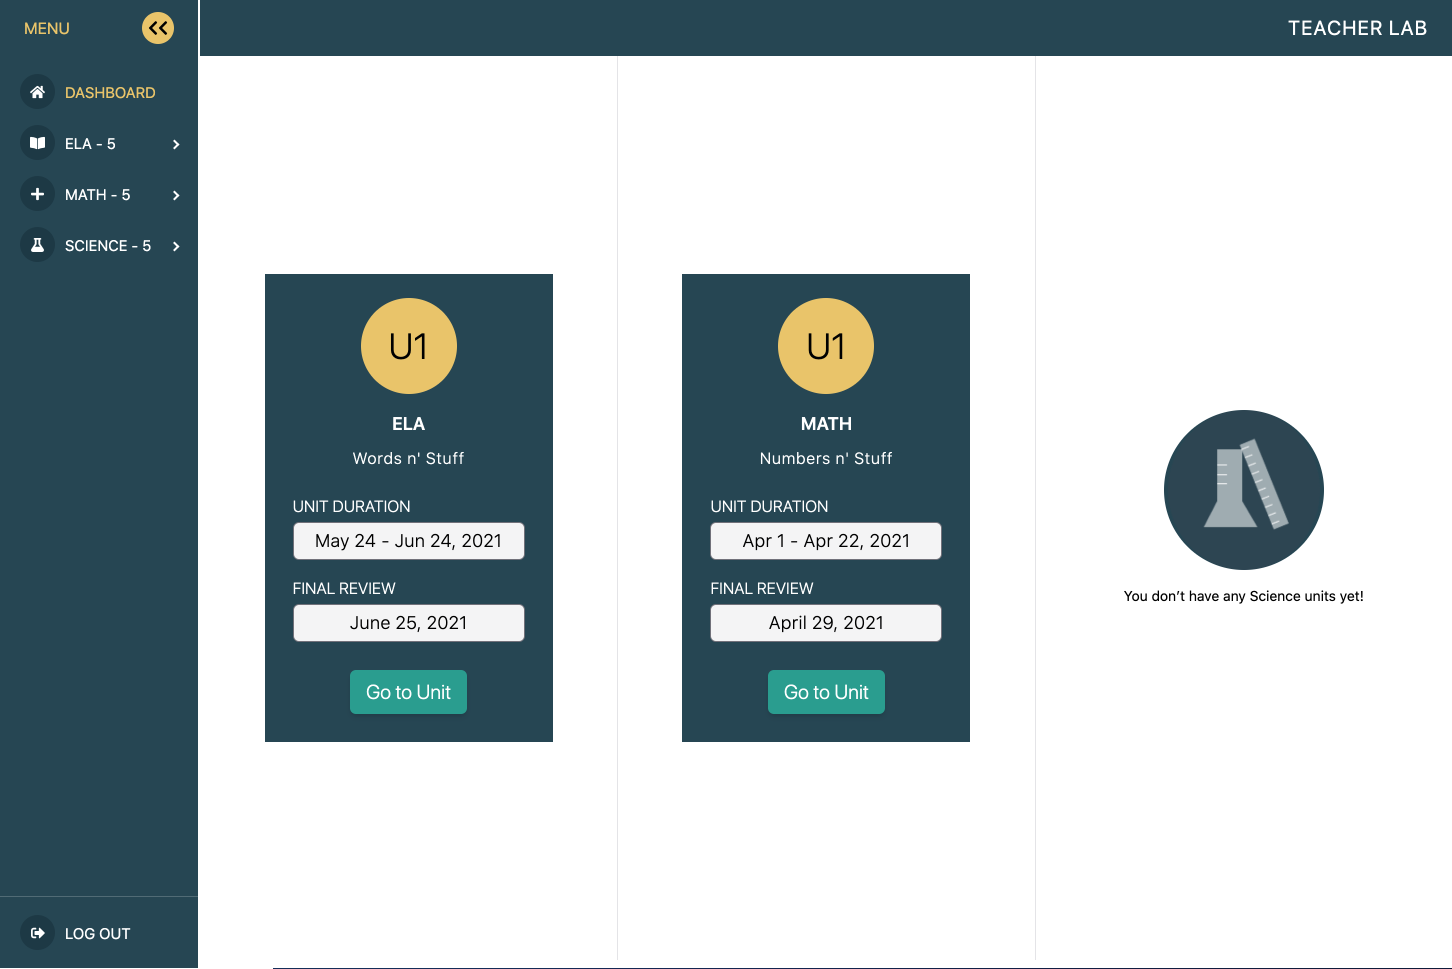 MENU
TEACHER LAB
DASHBOARD
ELA - 5
MATH - 5
SCIENCE - 5
LOG OUT
U1
ELA
Words n' Stuff
UNIT DURATION
May 24 - Jun 24, 2021
FINAL REVIEW
June 25, 2021
Go to Unit
U1
MATH
Numbers n' Stuff
UNIT DURATION
Apr 1 - Apr 22, 2021
FINAL REVIEW
April 29, 2021
Go to Unit
You don’t have any Science units yet!